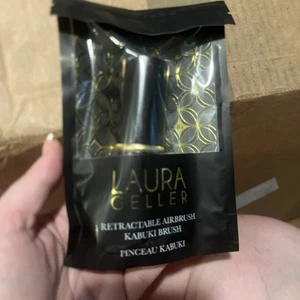 LAURA
GELLER
RETRACTABLE AIRBRUSH
KABUKI BRUSH
PINCEAU KABUKI